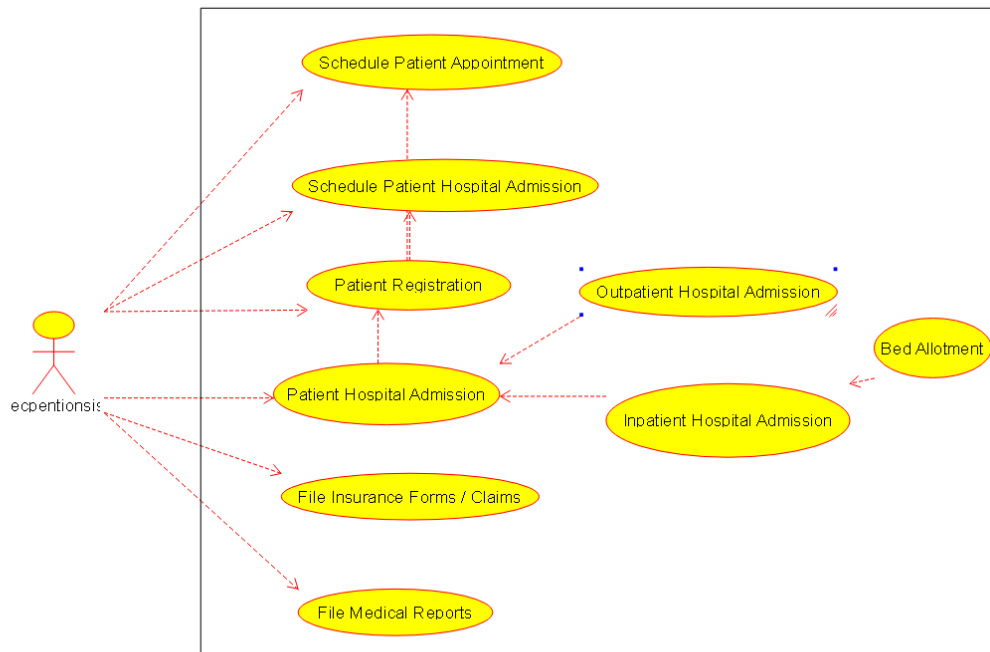 Schedule Patient Appointment
Schedule Patient Hospital Admission
Patient Registration
Outpatient Hospital Admission
Bed Allotment
Patient Hospital Admission
Inpatient Hospital Admission
ecpentionsis
File Insurance Forms / Claims
File Medical Reports